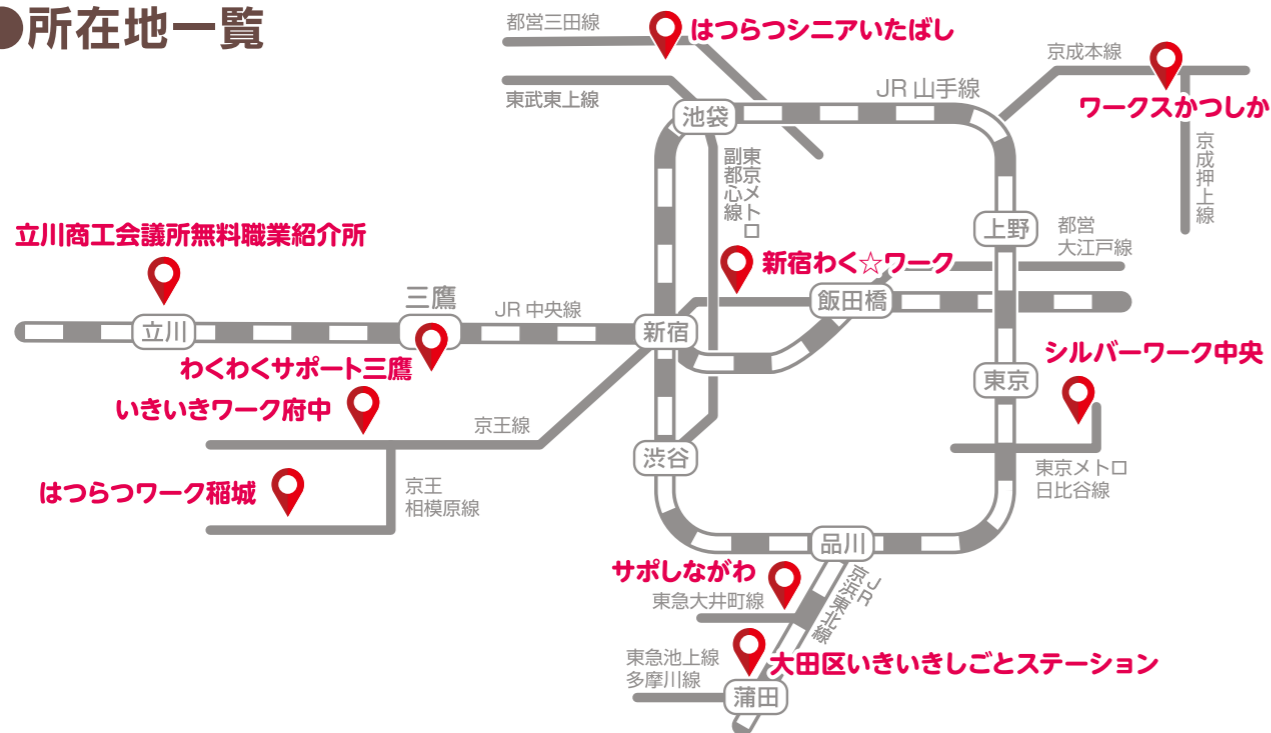 ●所在地一覧
都営三田線
はつらつシニアいたばし
京成本線
東武東上線
JR 山手線
ワークスかつしか
池袋
京成押上線
東京メトロ
副都心線
立川商工会議所無料職業紹介所
上野
都営
大江戸線
新宿わく☆ワーク
三鷹
JR 中央線
飯田橋
立川
新宿
シルバーワーク中央
わくわくサポート三鷹
東京
いきいきワーク府中
京王線
渋谷
東京メトロ
日比谷線
はつらつワーク稲城
京王
相模原線
品川
サポしながわ
JR
京浜東北線
東急大井町線
東急池上線
多摩川線
大田区いきいきしごとステーション
蒲田